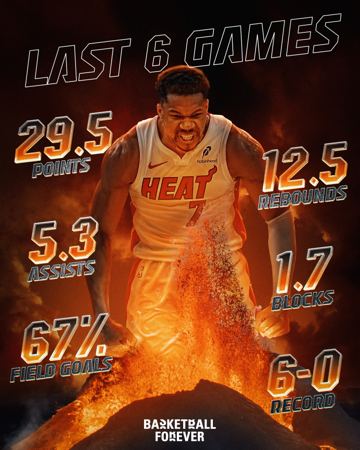 LAST 6 GAMES
29.5
POINTS
12.5
REBOUNDS
5.3
ASSISTS
1.7
BLOCKS
67%
FIELD GOALS
6-0
RECORD
HEAT
7
Robinhood
BASKETBALL
FOREVER